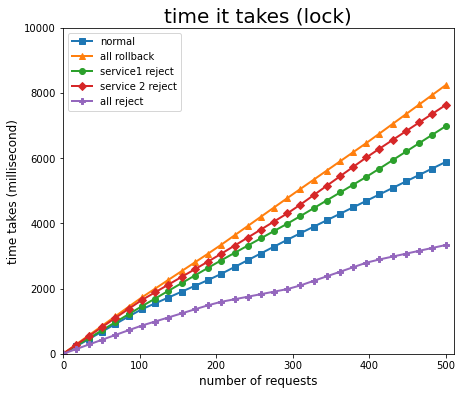 time it takes (lock)
normal
all rollback
service1 reject
service 2 reject
all reject
time takes (millisecond)
10000
8000
6000
4000
2000
0
0 100 200 300 400 500
number of requests